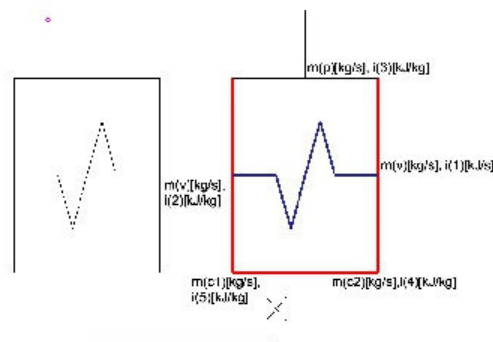 m(p)[kg/s], i(3)[kJ/kg]
m(v)[kg/s], i(1)[kJ/s]
m(v)[kg/s],
i(2)[kJ/kg]
m(c1)[kg/s],
i(5)[kJ/kg]
m(c2)[kg/s],i(4)[kJ/kg]